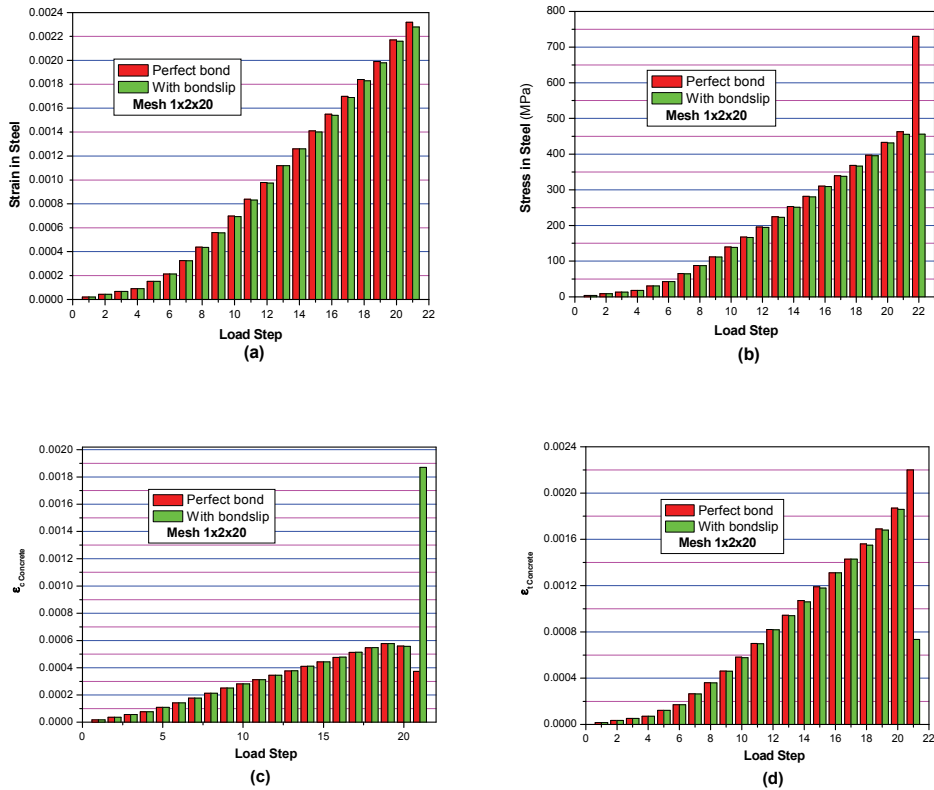 0.0024
0.0022
0.0020
0.0018
0.0016
0.0014
0.0012
0.0010
0.0008
0.0006
0.0004
0.0002
0.0000
Strain in Steel
Perfect bond
With bondslip
Mesh 1x2x20
0 2 4 6 8 10 12 14 16 18 20 22
Load Step
(a)
800
700
600
500
400
300
200
100
0
Stress in Steel (MPa)
Perfect bond
With bondslip
Mesh 1x2x20
0 2 4 6 8 10 12 14 16 18 20 22
Load Step
(b)
0.0020
0.0018
0.0016
0.0014
0.0012
0.0010
0.0008
0.0006
0.0004
0.0002
0.0000
ε c Concrete
Perfect bond
With bondslip
Mesh 1x2x20
0 5 10 15 20
Load Step
(c)
0.0024
0.0020
0.0016
0.0012
0.0008
0.0004
0.0000
ε t Concrete
Perfect bond
With bondslip
Mesh 1x2x20
0 2 4 6 8 10 12 14 16 18 20 22
Load Step
(d)